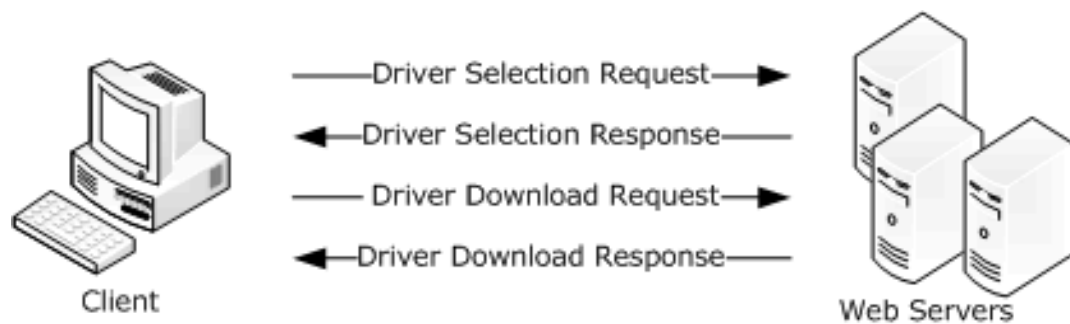 Driver Selection Request
Driver Selection Response
Driver Download Request
Driver Download Response
Client
Web Servers